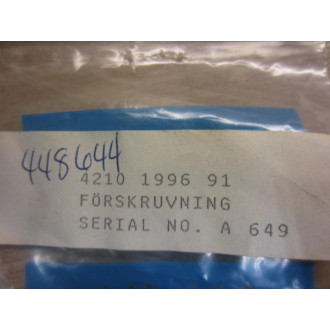 448644
4210 1996 91
FÖRSKRUVNING
SERIAL NO. A 649